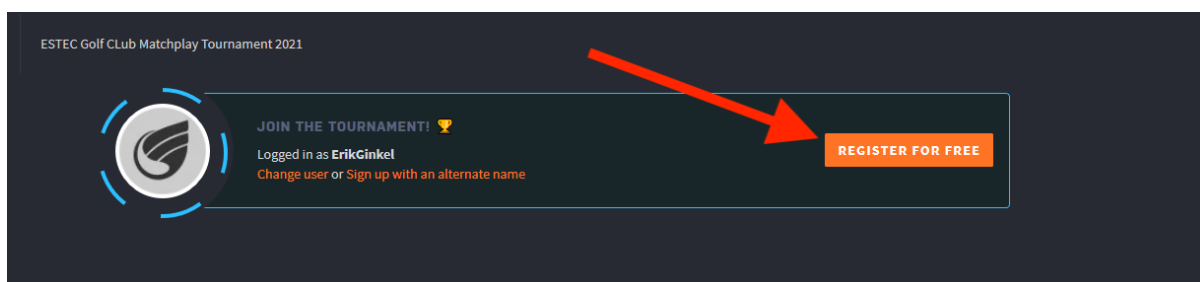 ESTEC Golf CLub Matchplay Tournament 2021
JOIN THE TOURNAMENT! 🏆
Logged in as ErikGinkel
Change user or Sign up with an alternate name
REGISTER FOR FREE